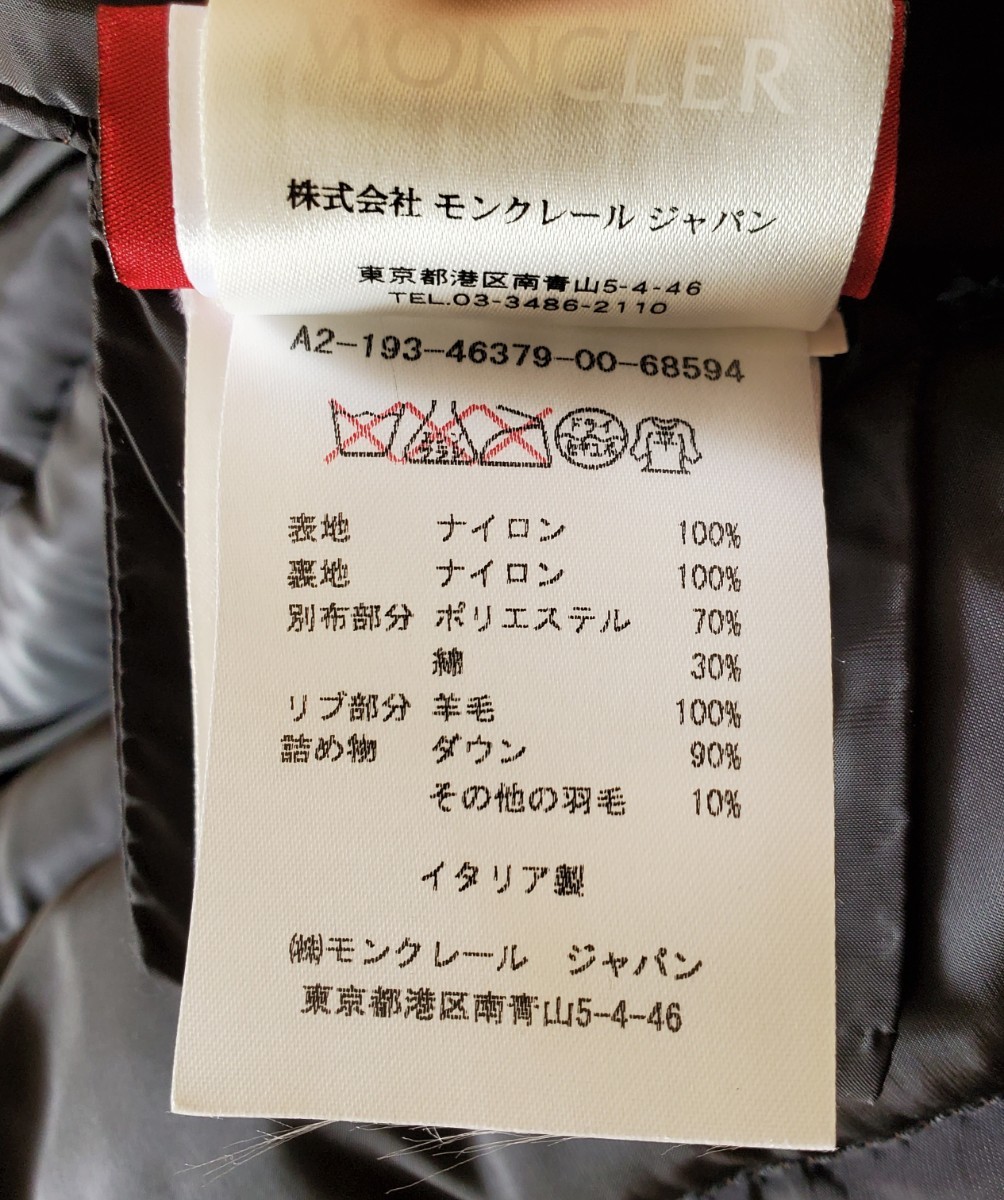 MONCLER
株式会社 モンクレール ジャパン
東京都港区南青山5-4-46
TEL.03-3486-2110
A2-193-46379-00-68594
表地 ナイロン 100%
裏地 ナイロン 100%
別布部分 ポリエステル 70%
綿 30%
リブ部分 羊毛 100%
詰め物 ダウン 90%
その他の羽毛 10%
イタリア製
㈱モンクレール ジャパン
東京都港区南青山5-4-46